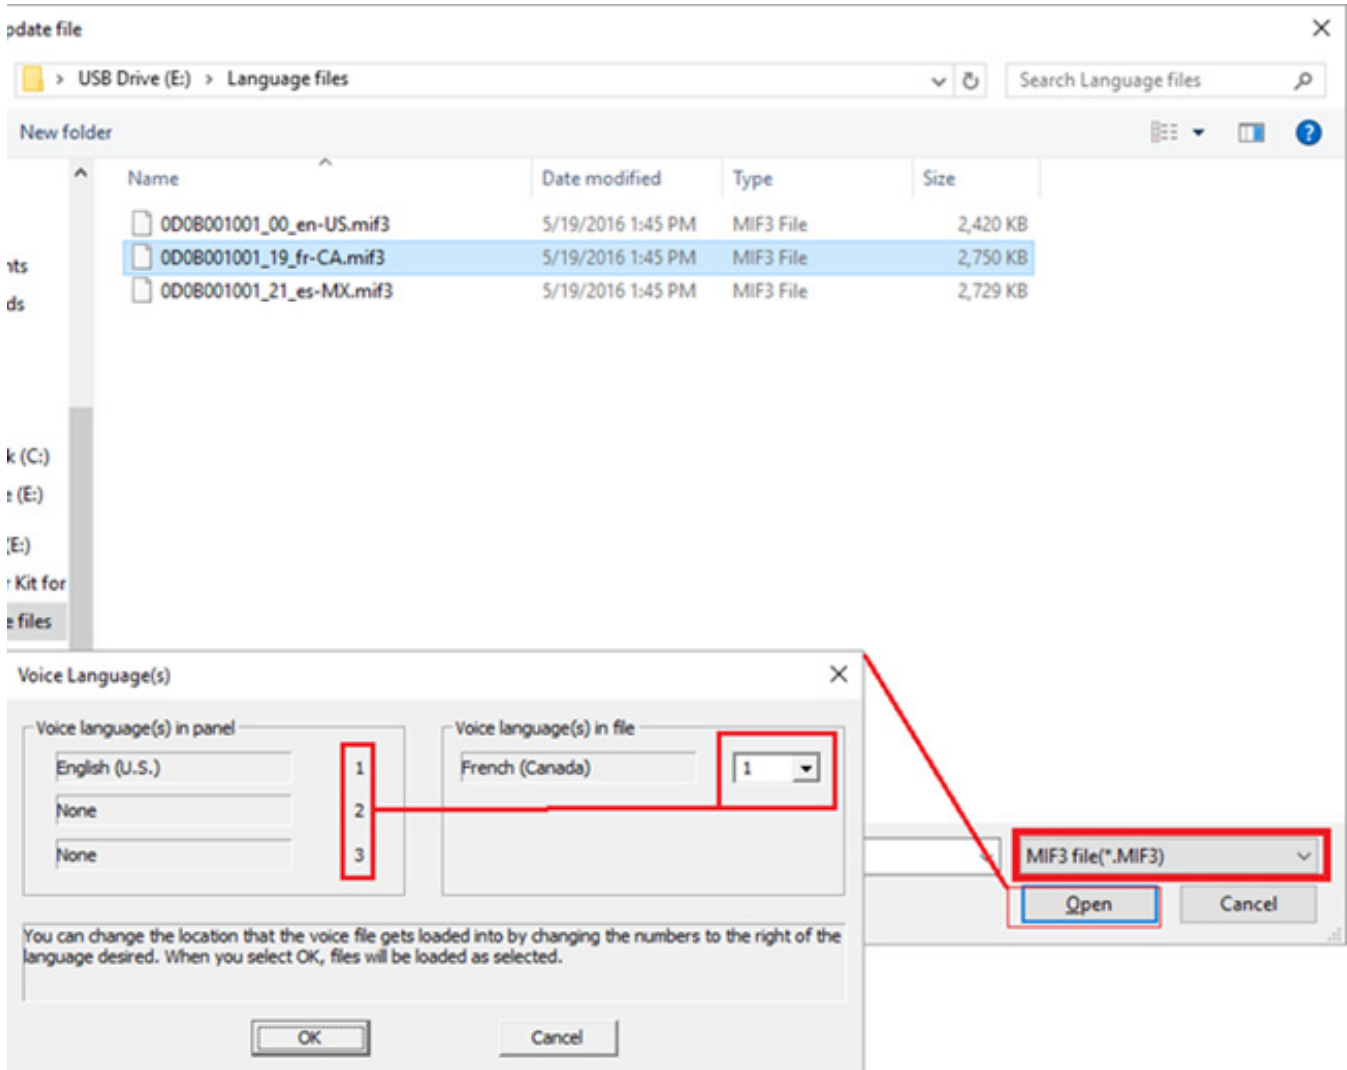 pdate file
USB Drive (E:) > Language files
Search Language files
New folder
Name Date modified Type Size
0D0B001001_00_en-US.mif3 5/19/2016 1:45 PM MIF3 File 2,420 KB
0D0B001001_19_fr-CA.mif3 5/19/2016 1:45 PM MIF3 File 2,750 KB
0D0B001001_21_es-MX.mif3 5/19/2016 1:45 PM MIF3 File 2,729 KB
nts
ds
k (C:)
e (E:)
(E:)
r Kit for
e files
MIF3 file(*.MIF3)
Open Cancel
Voice Language(s)
Voice language(s) in panel Voice language(s) in file
English (U.S.) 1 French (Canada) 1
None 2
None 3
You can change the location that the voice file gets loaded into by changing the numbers to the right of the
language desired. When you select OK, files will be loaded as selected.
OK Cancel